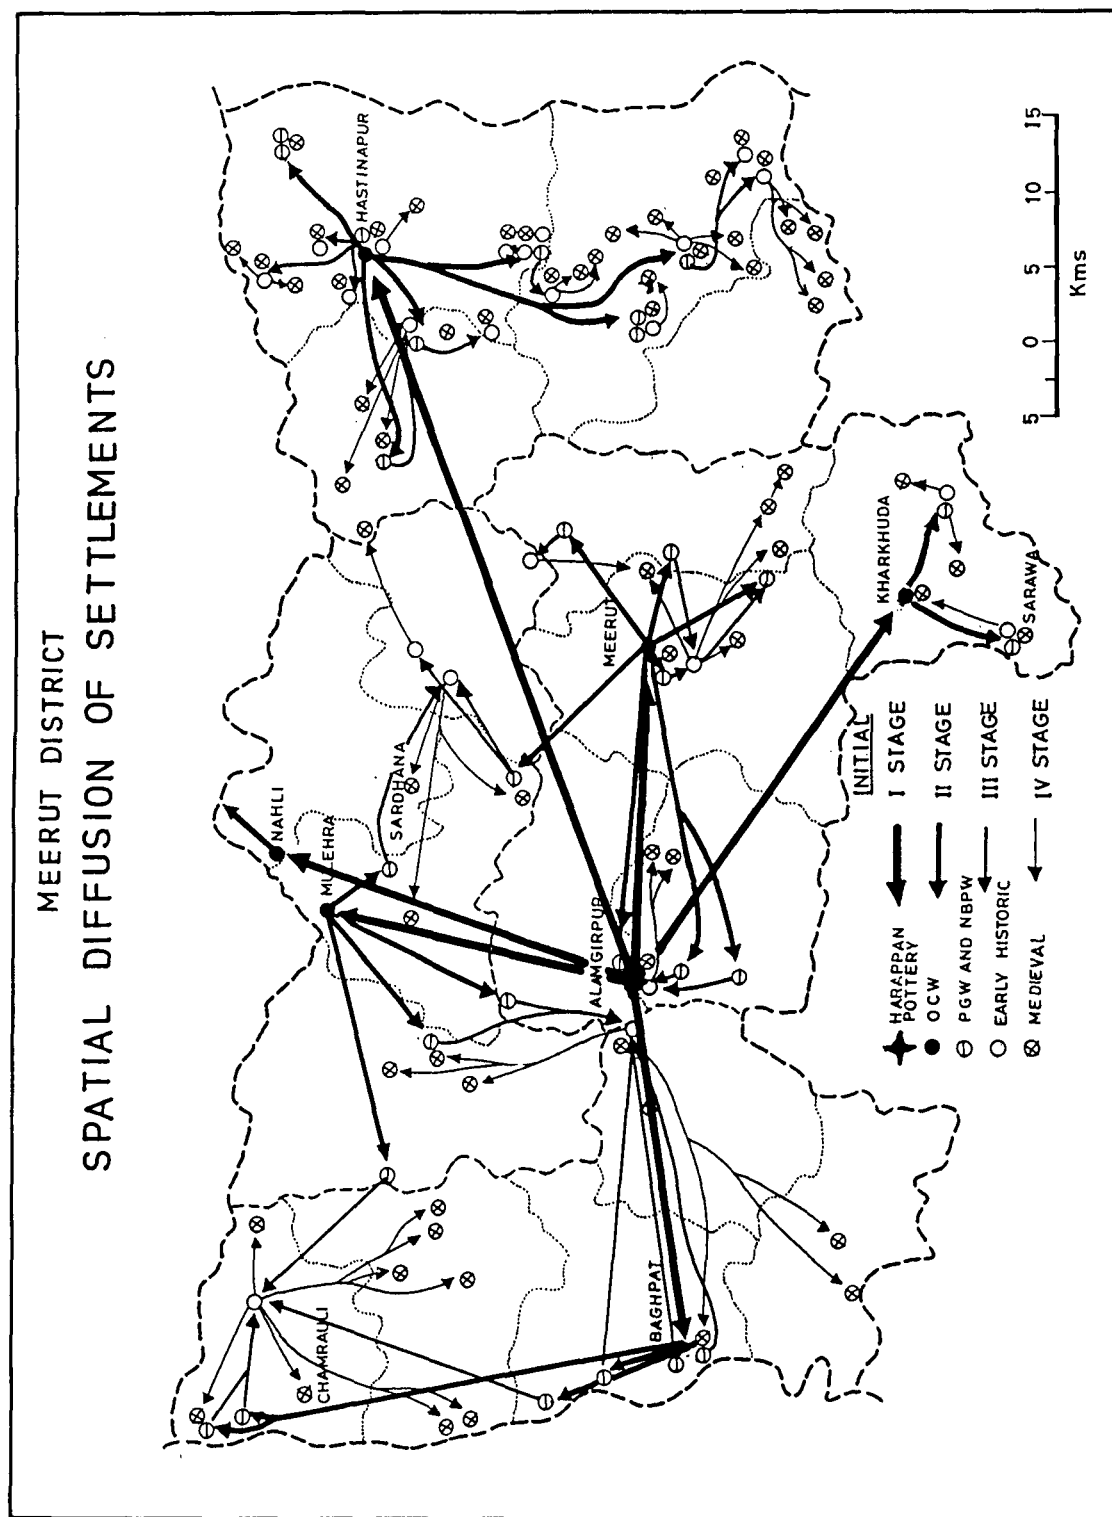 MEERUT DISTRICT
SPATIAL DIFFUSION OF SETTLEMENTS
HASTINAPUR
NAHLI
MULEHRA
SARDHANA
MEERUT
ALAMGIRPUR
CHAMRAULI
BAGHPAT
KHARKHUDA
SARAWA
INITIAL
HARAPPAN POTTERY I STAGE
OCW II STAGE
PGW AND NBPW
EARLY HISTORIC III STAGE
MEDIEVAL IV STAGE
5 0 5 10 15
Kms